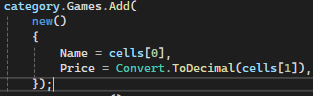 category.Games.Add(
new()
{
Name = cells[0],
Price = Convert.ToDecimal(cells[1]),
});